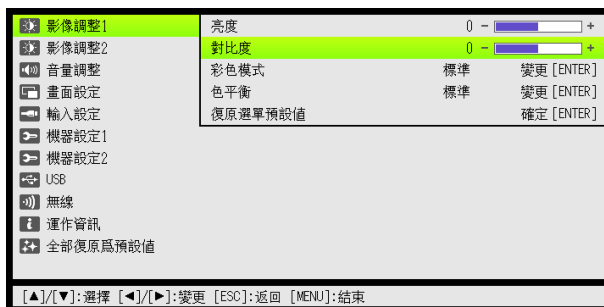 影像調整1
影像調整2
音量調整
畫面設定
輸入設定
機器設定1
機器設定2
USB
無線
運作資訊
全部復原爲預設値
亮度 0 - +
對比度 0 - +
彩色模式 標準 變更[ENTER]
色平衡 標準 變更[ENTER]
復原選單預設値 確定[ENTER]
[▲]/[▼]:選擇 [◀]/[▶]:變更 [ESC]:返回 [MENU]:結束